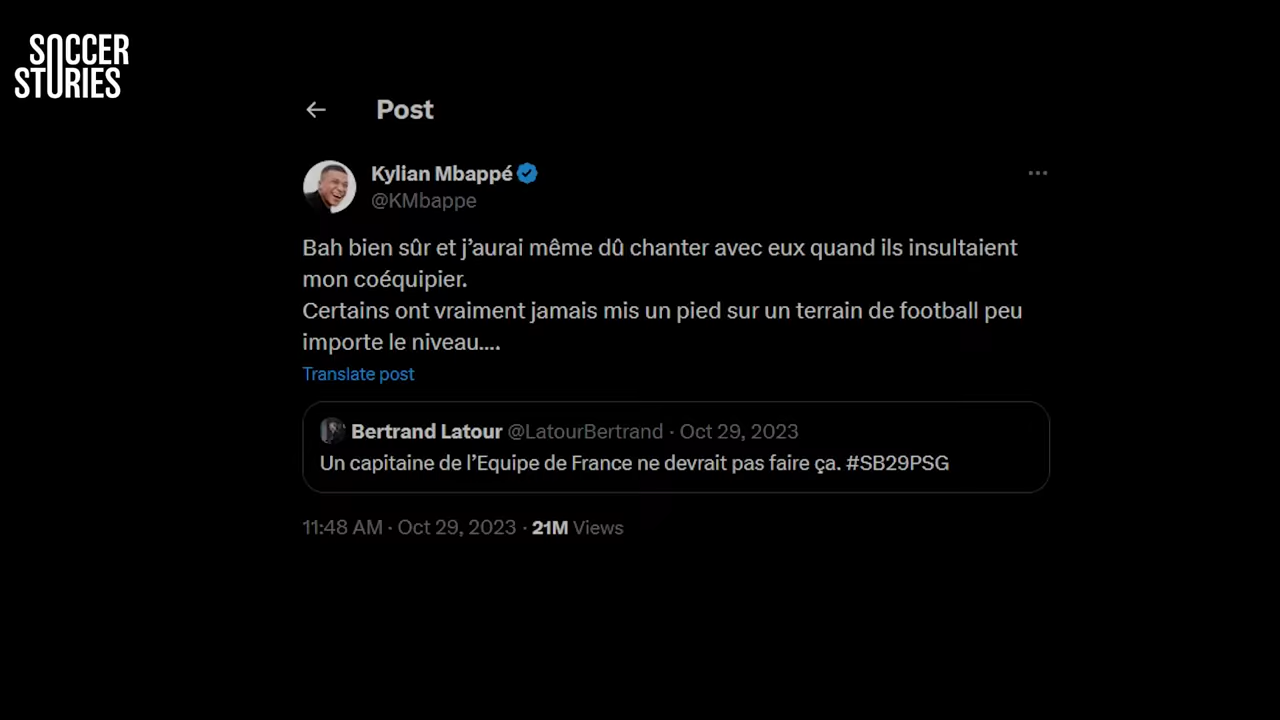 SOCCER
STORIES
Post
Kylian Mbappé
@KMbappe
Bah bien sûr et j’aurai même dû chanter avec eux quand ils insultaient
mon coéquipier.
Certains ont vraiment jamais mis un pied sur un terrain de football peu
importe le niveau....
Translate post
Bertrand Latour @LatourBertrand · Oct 29, 2023
Un capitaine de l’Equipe de France ne devrait pas faire ça. #SB29PSG
11:48 AM · Oct 29, 2023 · 21M Views